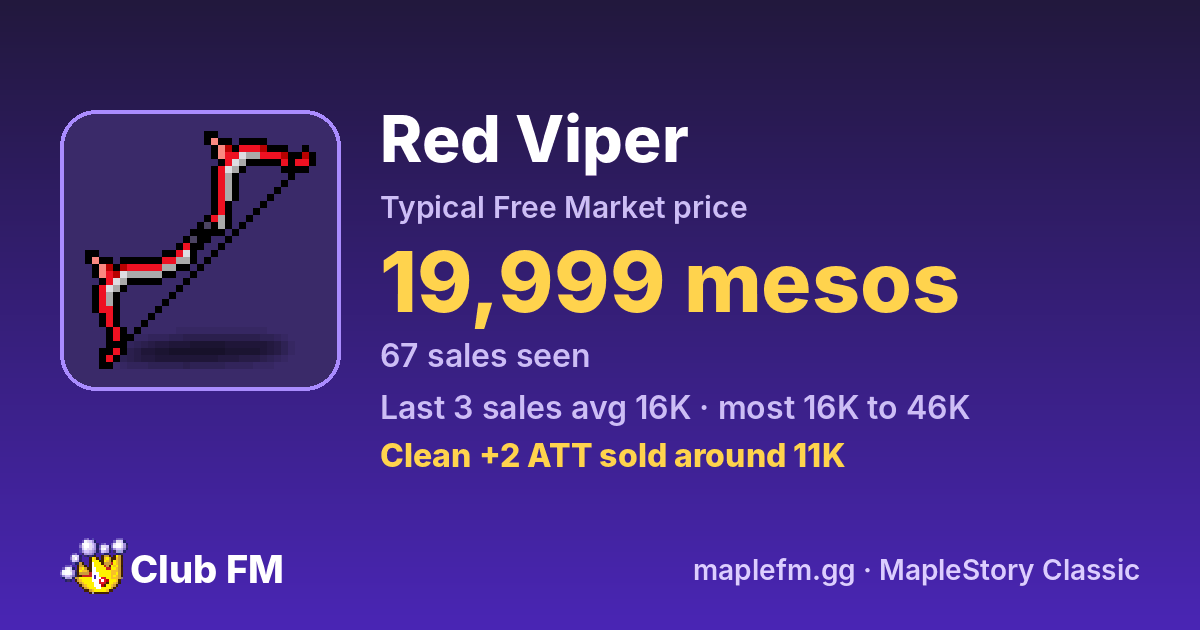 Red Viper
Typical Free Market price
19,999 mesos
67 sales seen
Last 3 sales avg 16K · most 16K to 46K
Clean +2 ATT sold around 11K
Club FM
maplefm.gg · MapleStory Classic